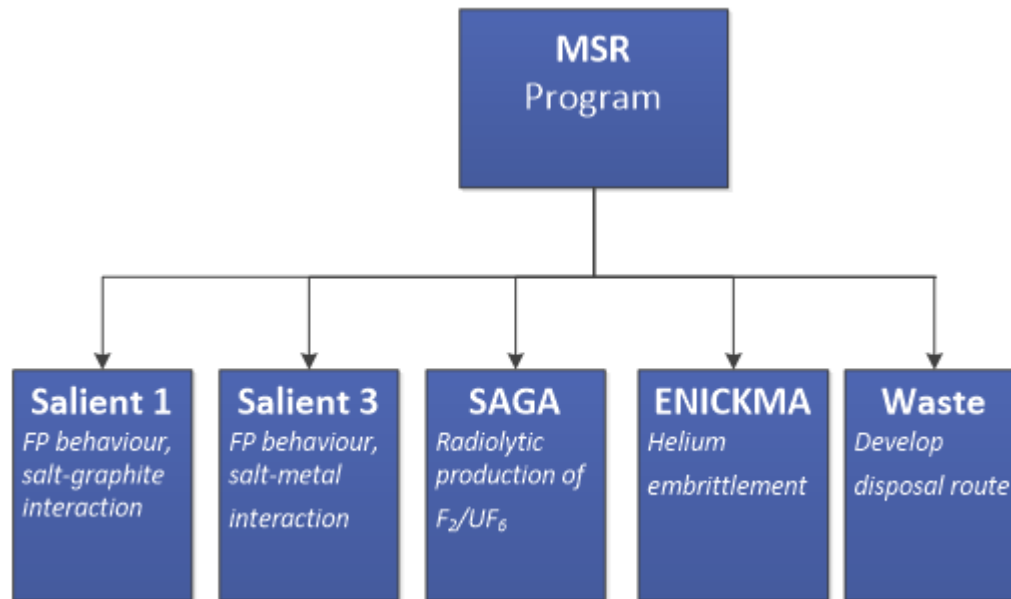 MSR
Program
Salient 1
FP behaviour,
salt-graphite
interaction
Salient 3
FP behaviour,
salt-metal
interaction
SAGA
Radiolytic
production of
F₂/UF₆
ENICKMA
Helium
embrittlement
Waste
Develop
disposal route